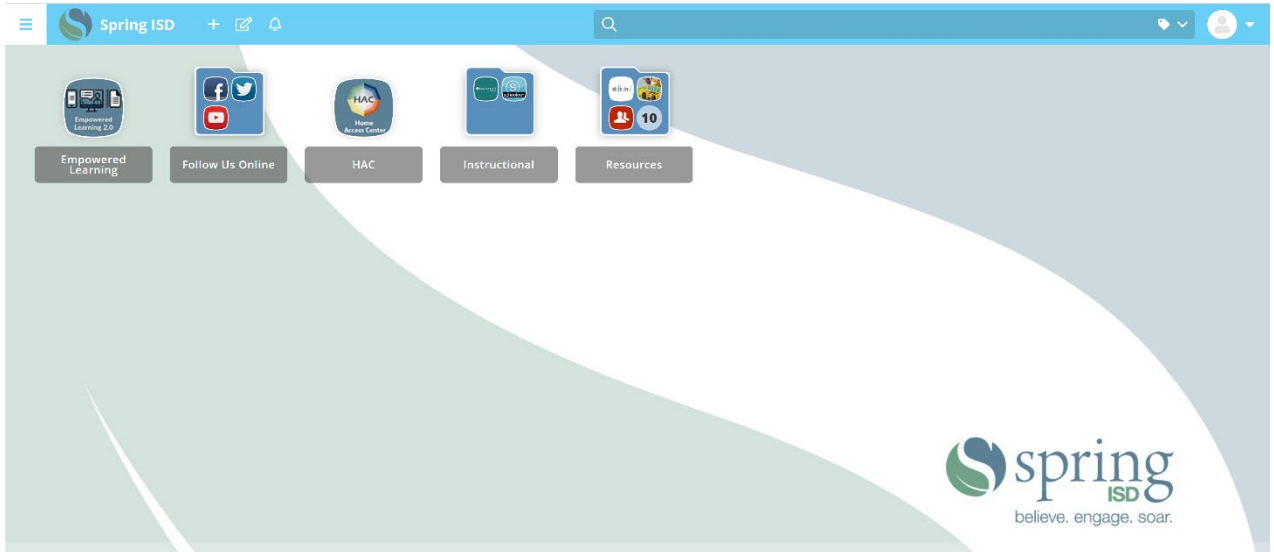 Spring ISD
Empowered
Learning 2.0
HAC
Home
Access Center
schoology
10
Empowered
Learning
Follow Us Online
HAC
Instructional
Resources
spring
ISD
believe. engage. soar.